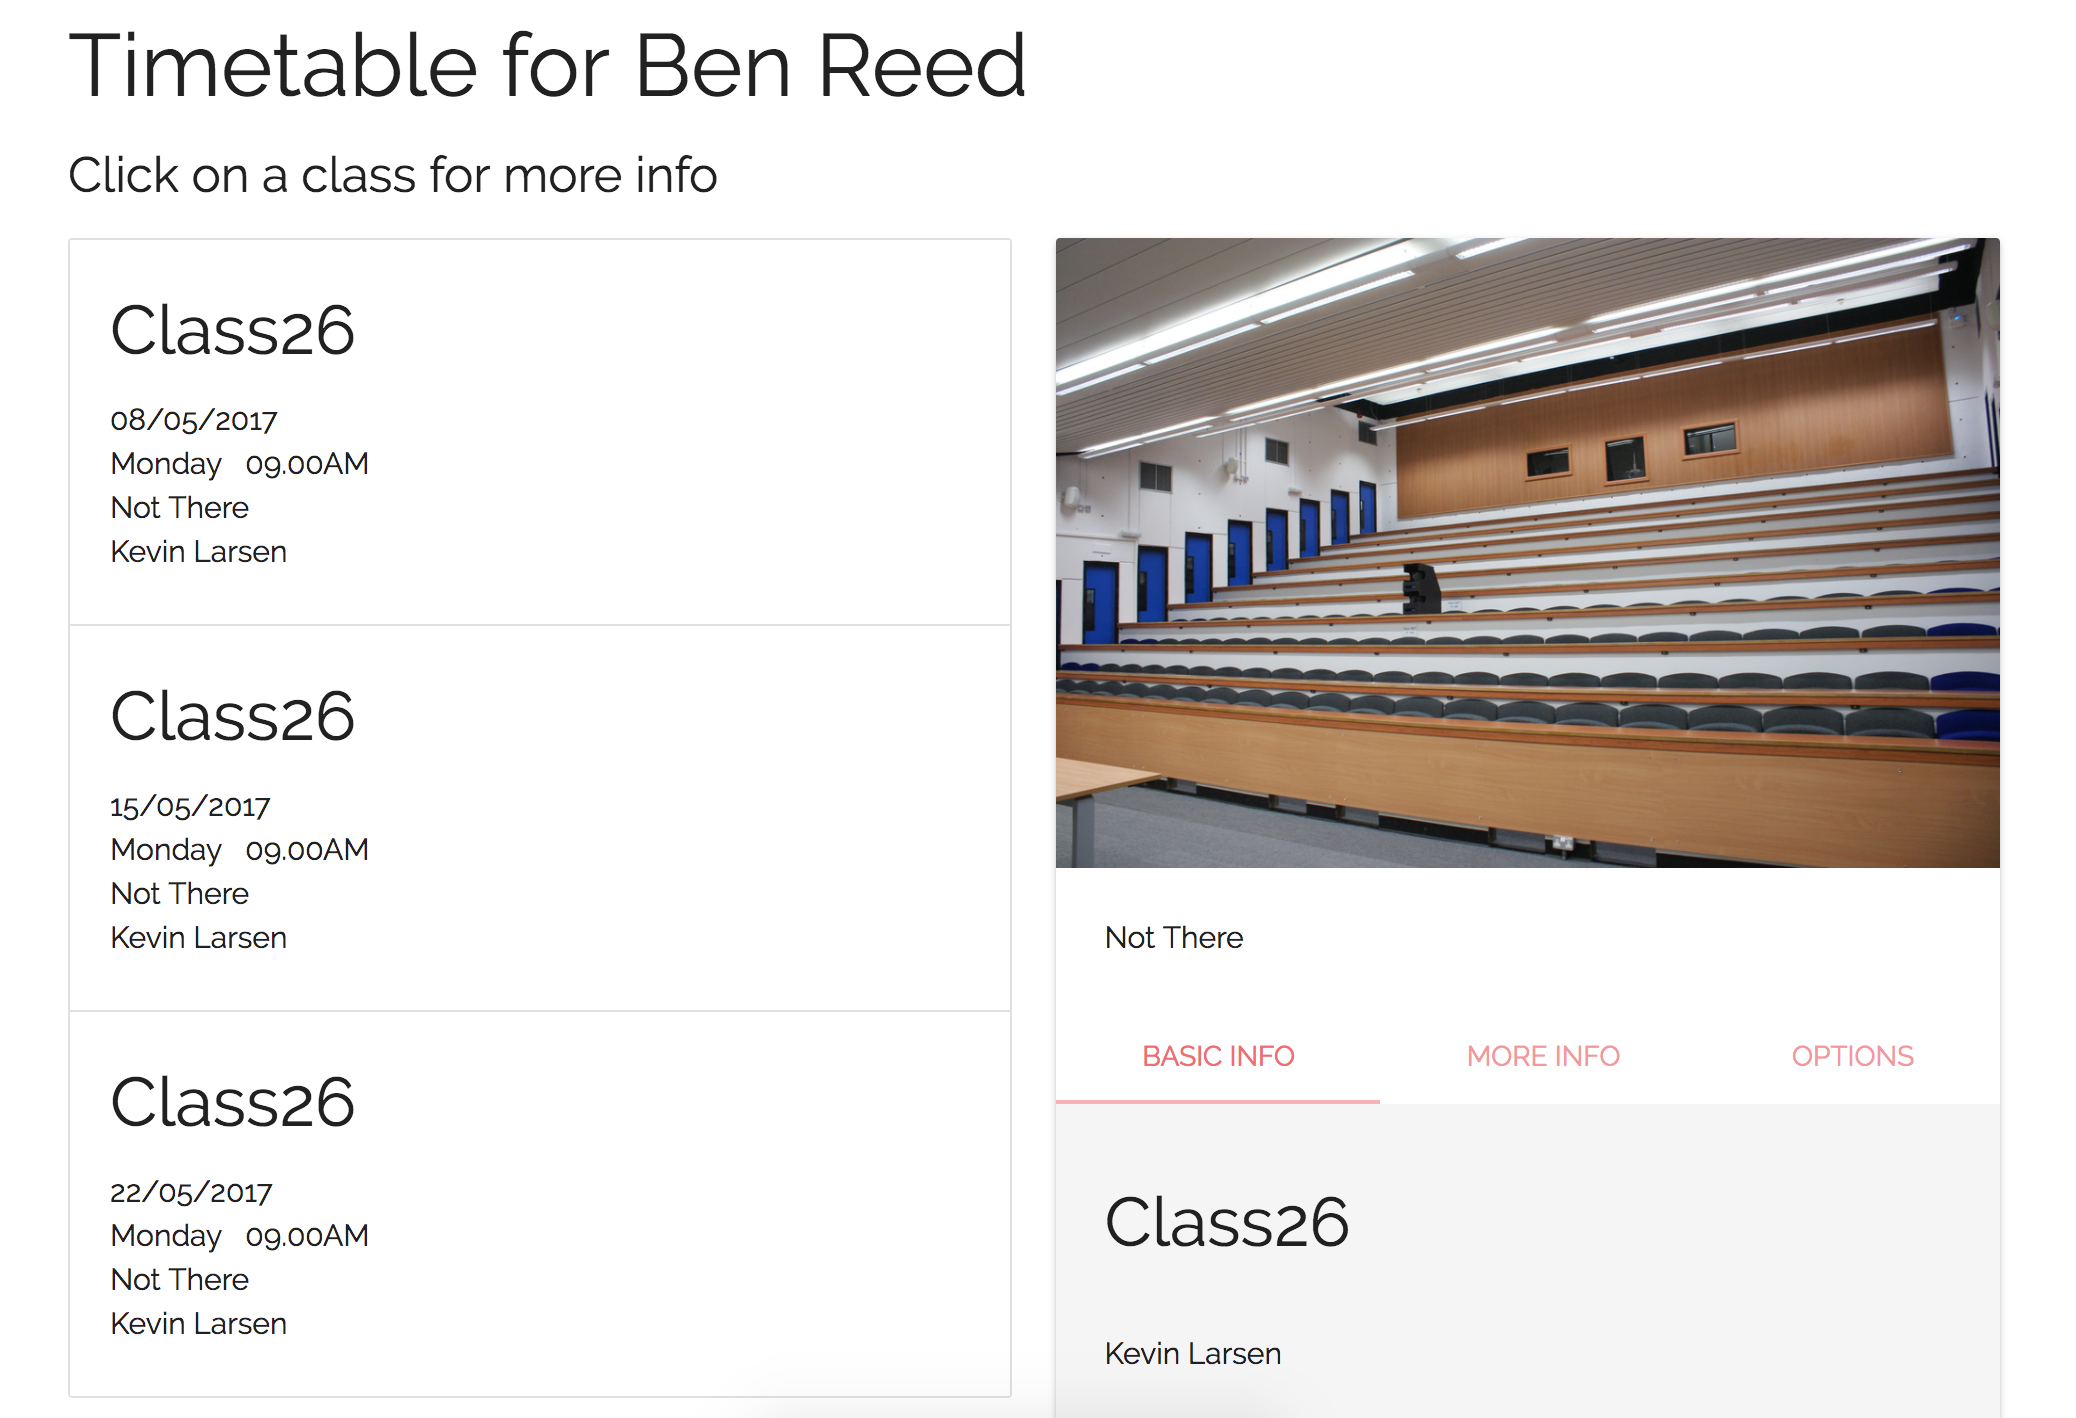 Timetable for Ben Reed
Click on a class for more info
Class26
08/05/2017
Monday 09.00AM
Not There
Kevin Larsen
Class26
15/05/2017
Monday 09.00AM
Not There
Kevin Larsen
Class26
22/05/2017
Monday 09.00AM
Not There
Kevin Larsen
Not There
BASIC INFO MORE INFO OPTIONS
Class26
Kevin Larsen